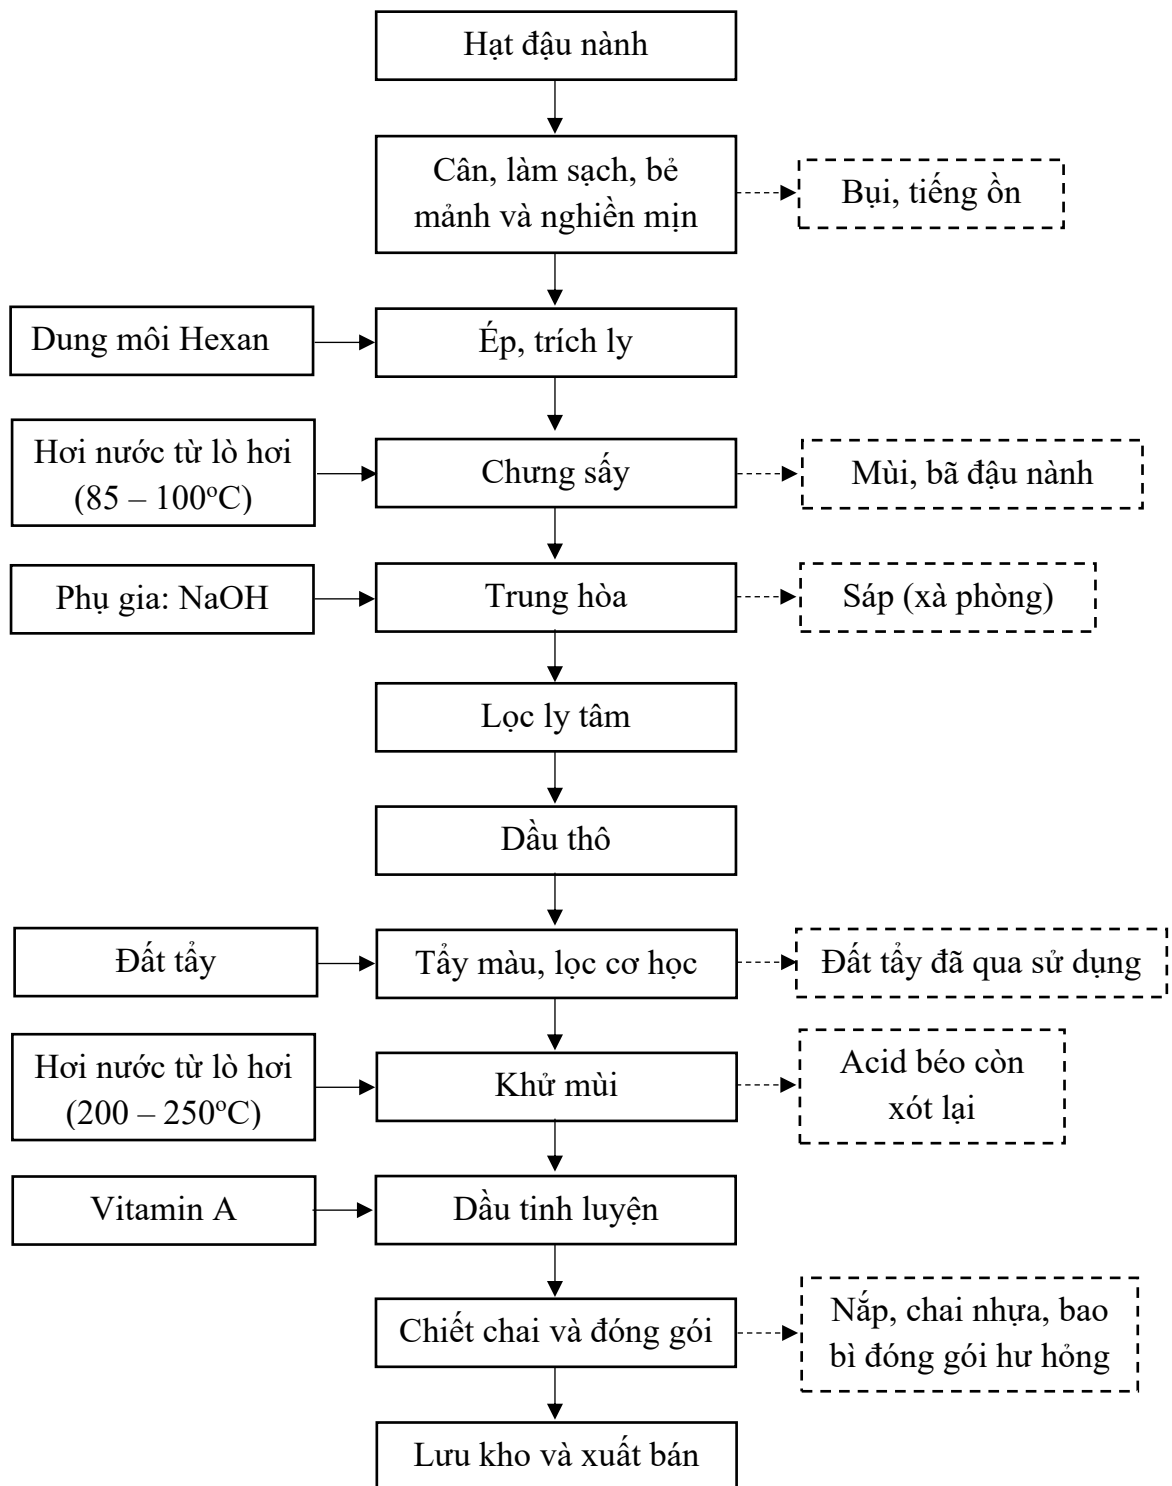 Hạt đậu nành
Cân, làm sạch, bẻ
mảnh và nghiền mịn
Bụi, tiếng ồn
Dung môi Hexan
Ép, trích ly
Hơi nước từ lò hơi
(85 – 100ºC)
Chưng sấy
Mùi, bã đậu nành
Phụ gia: NaOH
Trung hòa
Sáp (xà phòng)
Lọc ly tâm
Dầu thô
Đất tẩy
Tẩy màu, lọc cơ học
Đất tẩy đã qua sử dụng
Hơi nước từ lò hơi
(200 – 250ºC)
Khử mùi
Acid béo còn
xót lại
Vitamin A
Dầu tinh luyện
Chiết chai và đóng gói
Nắp, chai nhựa, bao
bì đóng gói hư hỏng
Lưu kho và xuất bán